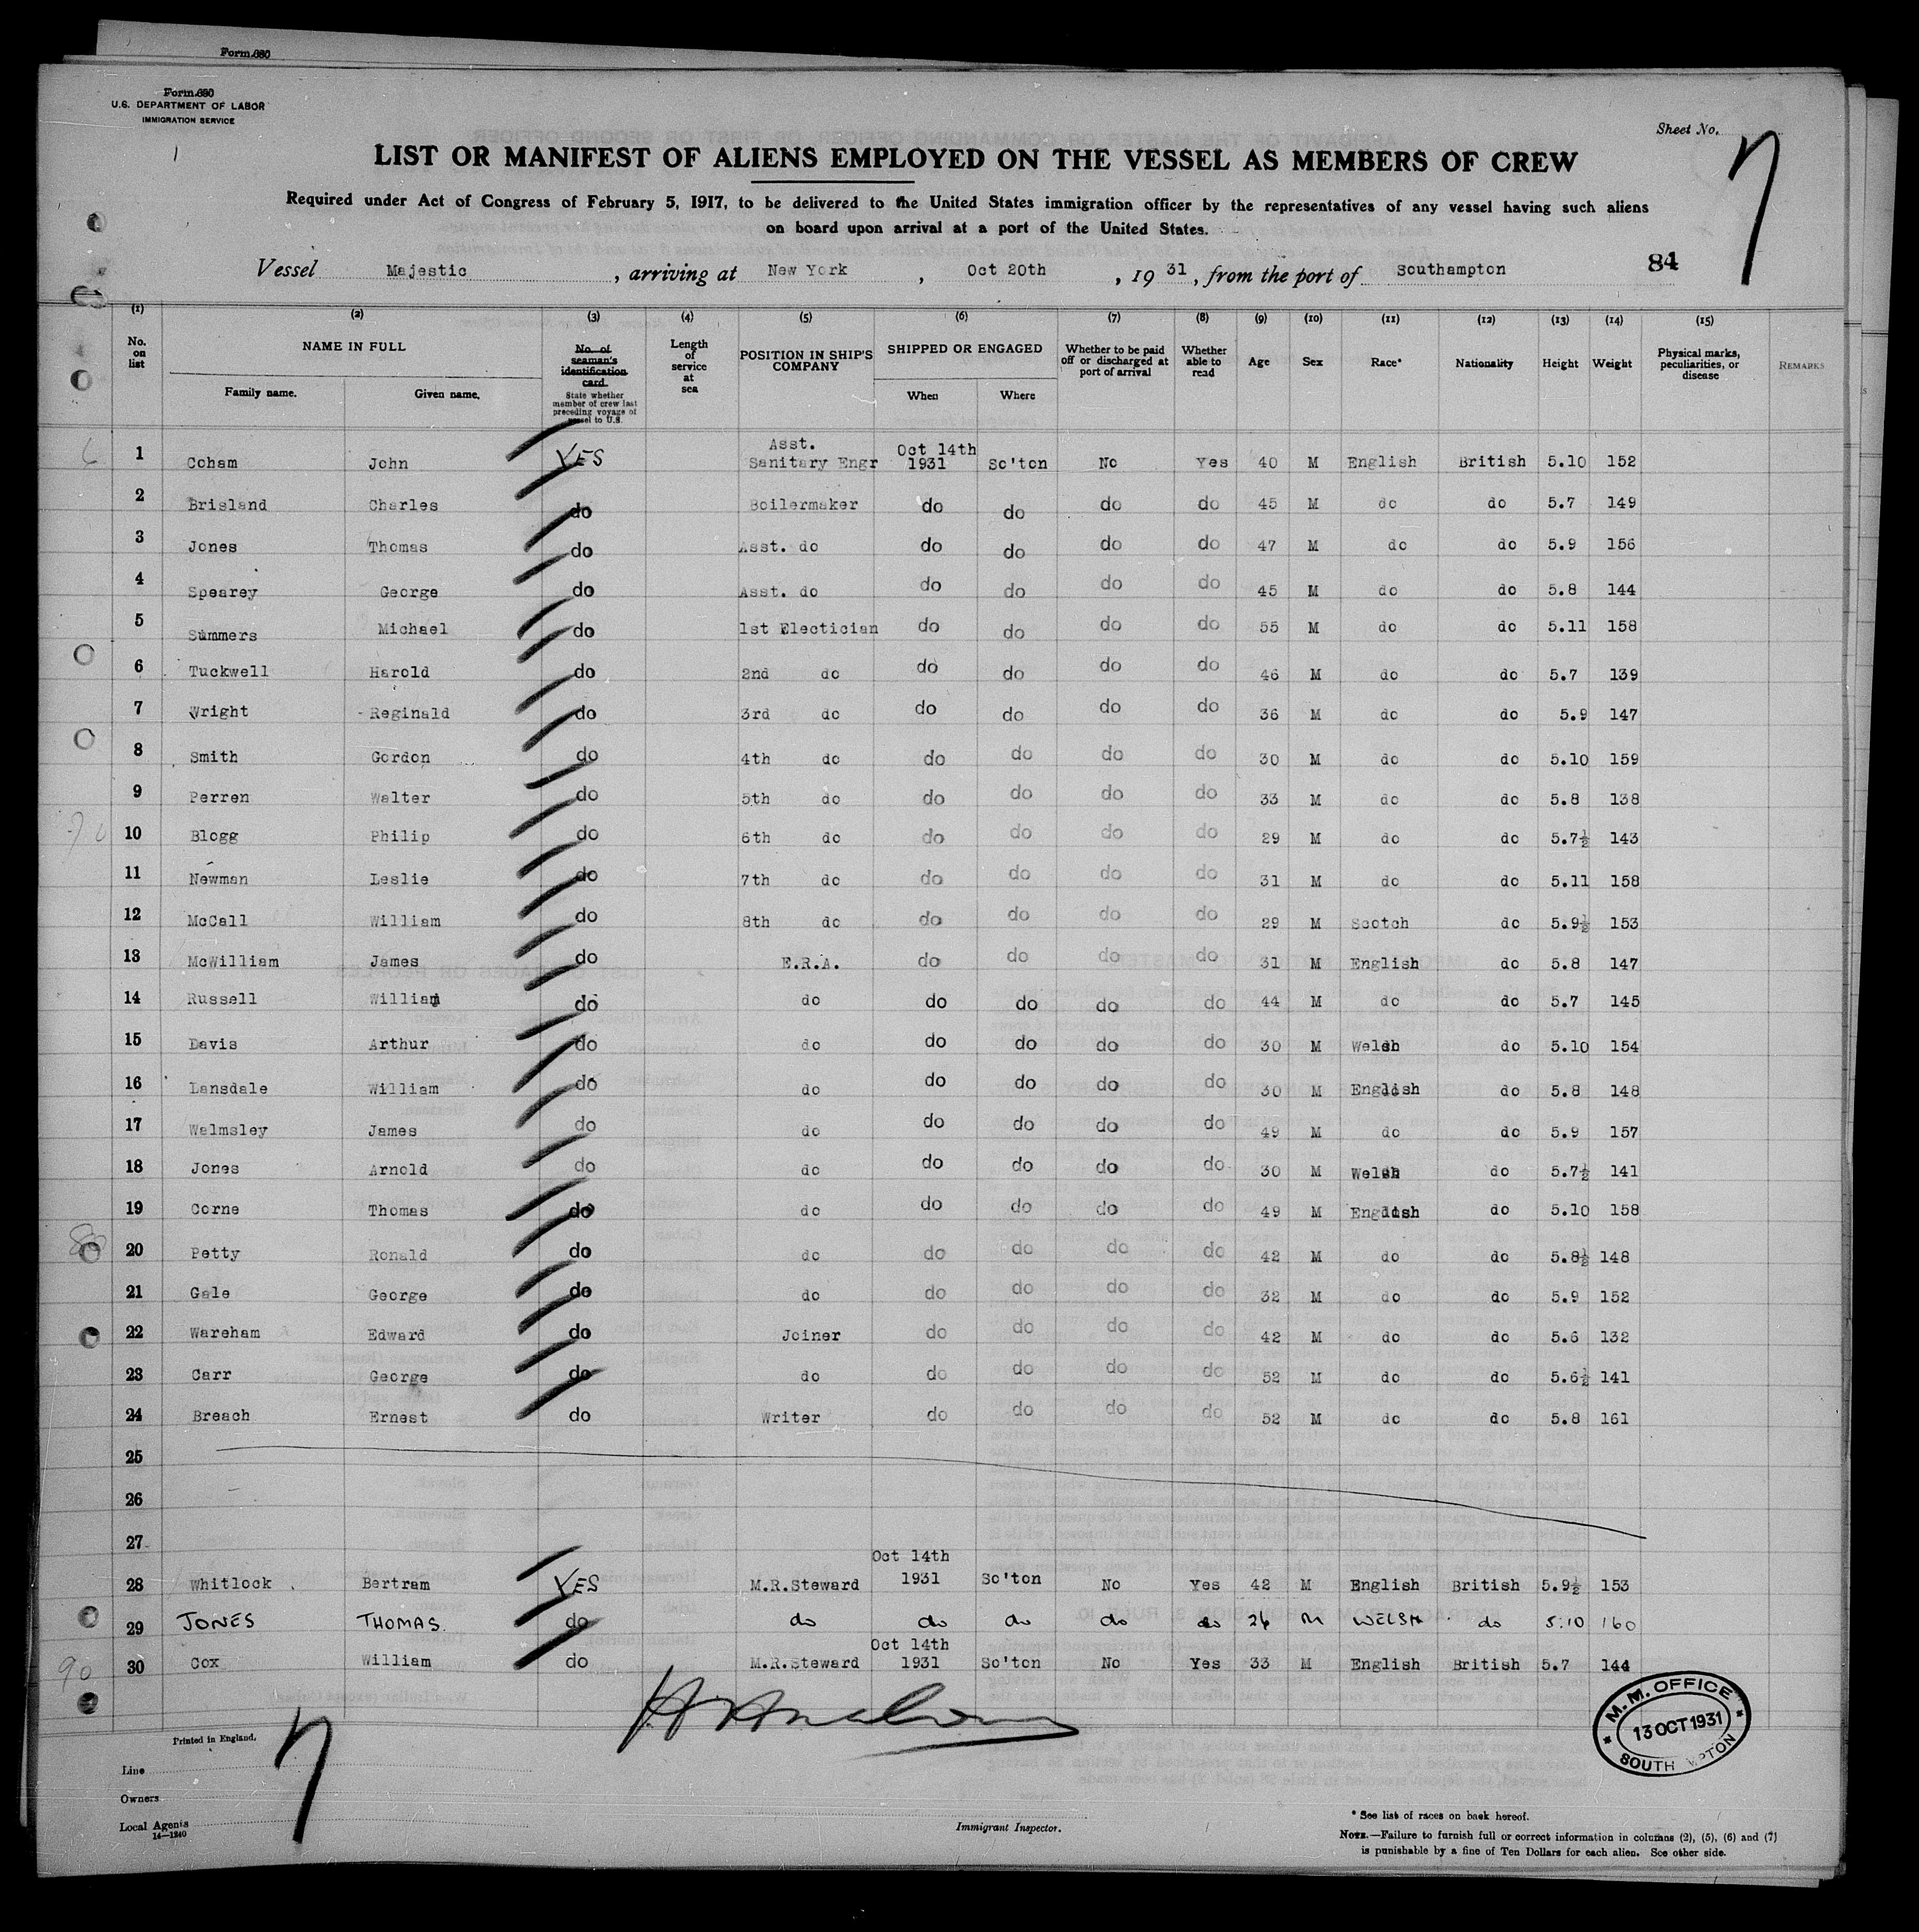 Form 680
Form 680
U.S. DEPARTMENT OF LABOR
IMMIGRATION SERVICE
Sheet No. 7
LIST OR MANIFEST OF ALIENS EMPLOYED ON THE VESSEL AS MEMBERS OF CREW
Required under Act of Congress of February 5, 1917, to be delivered to the United States immigration officer by the representatives of any vessel having such aliens
on board upon arrival at a port of the United States.
Vessel Majestic, arriving at New York, Oct 20th, 1931, from the port of Southampton 84
(1) (2) (3) (4) (5) (6) (7) (8) (9) (10) (11) (12) (13) (14) (15)
No. on list NAME IN FULL Family name. Given name. No. of seaman's identification card. State whether member of crew last preceding voyage of vessel to U.S. Length of service at sea POSITION IN SHIP'S COMPANY SHIPPED OR ENGAGED When Where Whether to be paid off or discharged at port of arrival Whether able to read Age Sex Race* Nationality Height Weight Physical marks, peculiarities, or disease REMARKS
1 Coham John YES Asst. Sanitary Engr Oct 14th 1931 So'ton No Yes 40 M English British 5.10 152
2 Brisland Charles do Boilermaker do do do do 45 M do do 5.7 149
3 Jones Thomas do Asst. do do do do do 47 M do do 5.9 156
4 Spearey George do Asst. do do do do do 45 M do do 5.8 144
5 Summers Michael do 1st Electician do do do do 55 M do do 5.11 158
6 Tuckwell Harold do 2nd do do do do do 46 M do do 5.7 139
7 Wright Reginald do 3rd do do do do do 36 M do do 5.9 147
8 Smith Gordon do 4th do do do do do 30 M do do 5.10 159
9 Perren Walter do 5th do do do do do 33 M do do 5.8 138
10 Blogg Philip do 6th do do do do do 29 M do do 5.7½ 143
11 Newman Leslie do 7th do do do do do 31 M do do 5.11 158
12 McCall William do 8th do do do do do 29 M Scotch do 5.9½ 153
13 McWilliam James do E.R.A. do do do do 31 M English do 5.8 147
14 Russell William do do do do do do 44 M do do 5.7 145
15 Davis Arthur do do do do do do 30 M Welsh do 5.10 154
16 Lansdale William do do do do do do 30 M English do 5.8 148
17 Walmsley James do do do do do do 49 M do do 5.9 157
18 Jones Arnold do do do do do do 30 M Welsh do 5.7½ 141
19 Corne Thomas do do do do do do 49 M English do 5.10 158
20 Petty Ronald do do do do do do 42 M do do 5.8½ 148
21 Gale George do do do do do do 32 M do do 5.9 152
22 Wareham Edward do Joiner do do do do 42 M do do 5.6 132
23 Carr George do do do do do do 52 M do do 5.6½ 141
24 Breach Ernest do Writer do do do do 52 M do do 5.8 161
25
26
27
28 Whitlock Bertram YES M.R.Steward Oct 14th 1931 So'ton No Yes 42 M English British 5.9½ 153
29 JONES THOMAS. do do do do do do 26 M WELSH do 5.10 160
30 Cox William do M.R.Steward Oct 14th 1931 So'ton No Yes 33 M English British 5.7 144
90
M.M. OFFICE
13 OCT 1931
Printed in England.
7
Line
Owners
Local Agents
14—1240
Immigrant Inspector.
* See list of races on back hereof.
NOTE.—Failure to furnish full or correct information in columns (2), (5), (6) and (7)
is punishable by a fine of Ten Dollars for each alien. See other side.